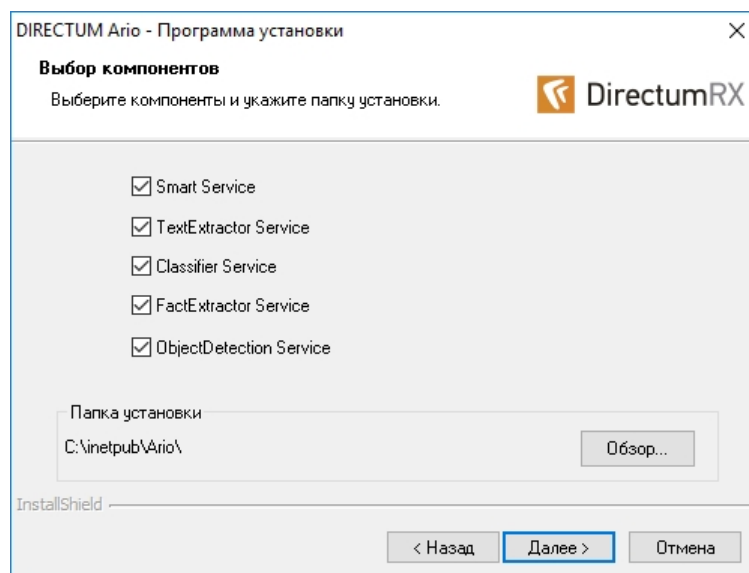 DIRECTUM Ario - Программа установки
Выбор компонентов
Выберите компоненты и укажите папку установки.
DirectumRX
Smart Service
TextExtractor Service
Classifier Service
FactExtractor Service
ObjectDetection Service
Папка установки
C:\inetpub\Ario\
Обзор...
InstallShield
< Назад
Далее >
Отмена